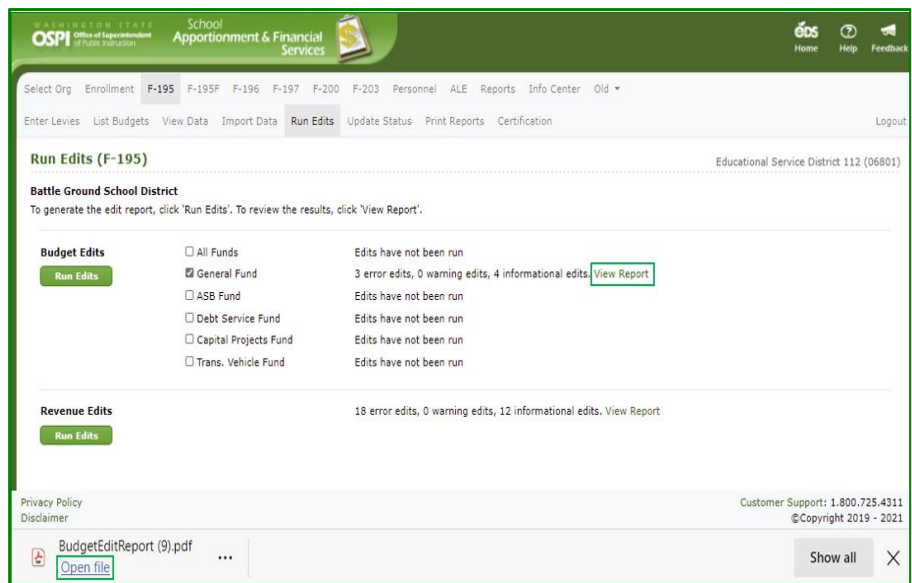 WASHINGTON STATE
OSPI Office of Superintendent of Public Instruction
School
Apportionment & Financial
Services
eds
Home
Help
Feedback
Select Org Enrollment F-195 F-195F F-196 F-197 F-200 F-203 Personnel ALE Reports Info Center Old
Enter Levies List Budgets View Data Import Data Run Edits Update Status Print Reports Certification Logout
Run Edits (F-195)
Educational Service District 112 (06801)
Battle Ground School District
To generate the edit report, click 'Run Edits'. To review the results, click 'View Report'.
Budget Edits
Run Edits
All Funds Edits have not been run
General Fund 3 error edits, 0 warning edits, 4 informational edits. View Report
ASB Fund Edits have not been run
Debt Service Fund Edits have not been run
Capital Projects Fund Edits have not been run
Trans. Vehicle Fund Edits have not been run
Revenue Edits 18 error edits, 0 warning edits, 12 informational edits. View Report
Run Edits
Privacy Policy
Disclaimer
Customer Support: 1.800.725.4311
©Copyright 2019 - 2021
BudgetEditReport (9).pdf
Open file
...
Show all